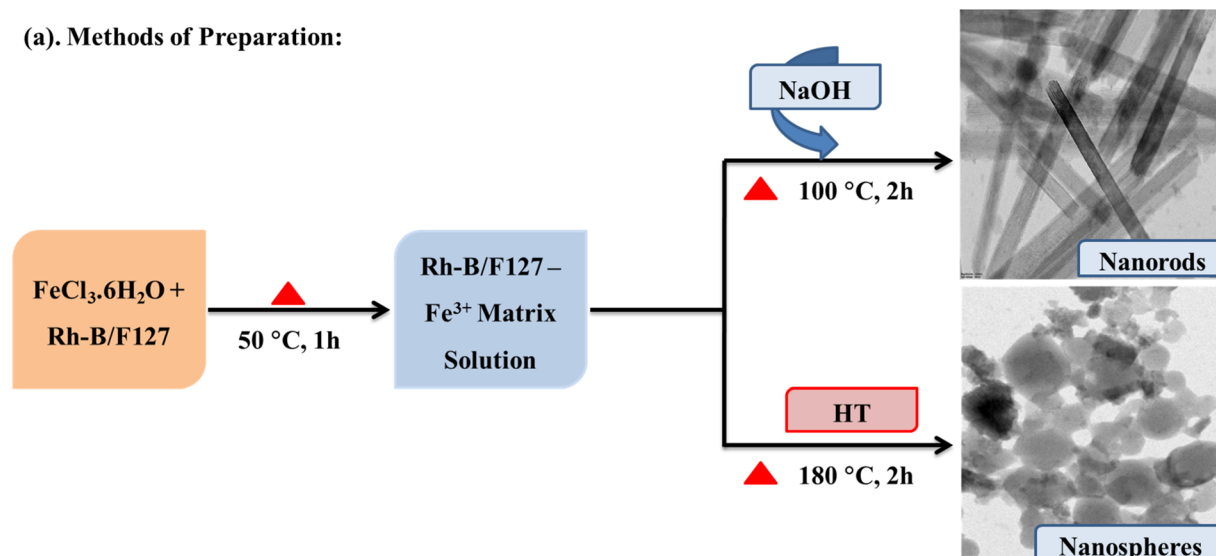 (a). Methods of Preparation:
NaOH
100 °C, 2h
Nanorods
FeCl₃.6H₂O +
Rh-B/F127
50 °C, 1h
Rh-B/F127 –
Fe³⁺ Matrix
Solution
HT
180 °C, 2h
Nanospheres